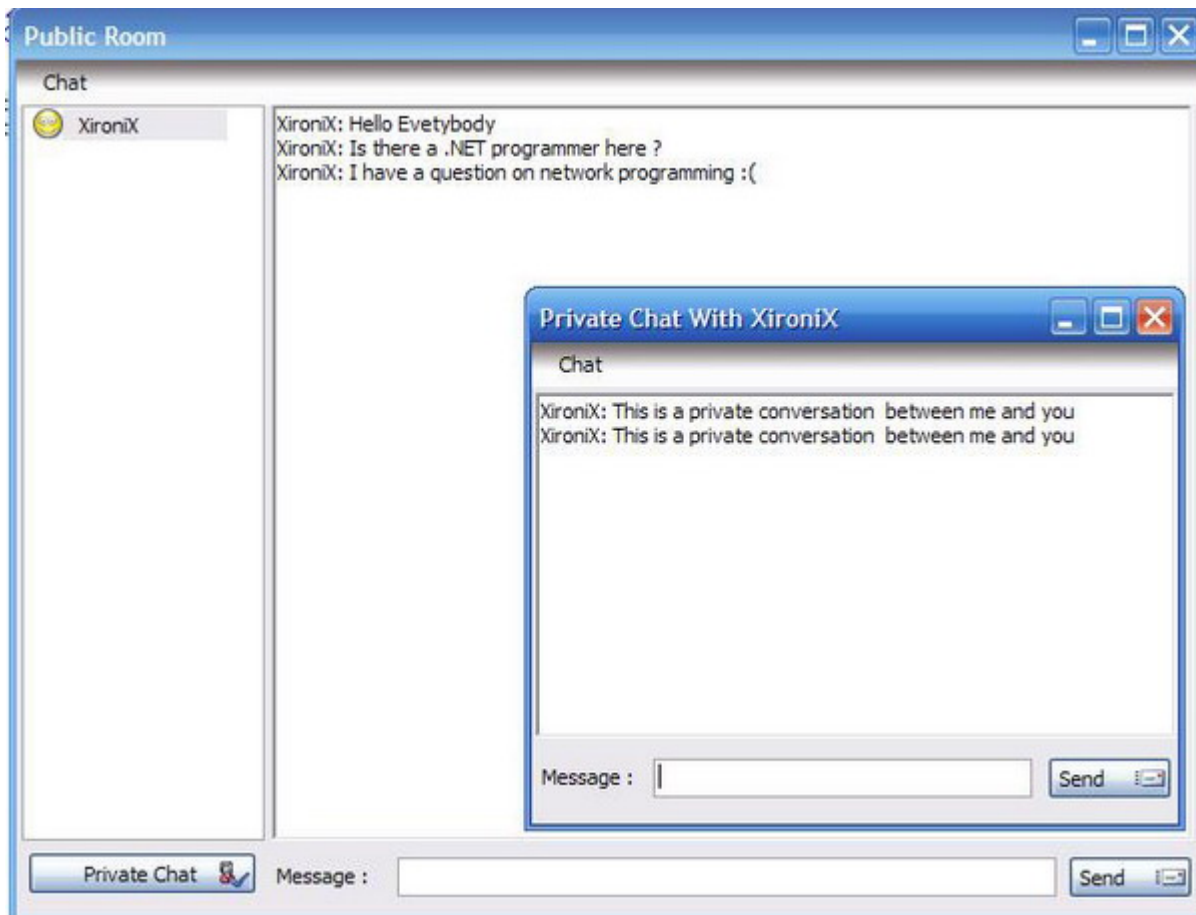 Public Room
Chat
XironiX
XironiX: Hello Evetybody
XironiX: Is there a .NET programmer here ?
XironiX: I have a question on network programming :(
Private Chat With XironiX
Chat
XironiX: This is a private conversation  between me and you
XironiX: This is a private conversation  between me and you
Message :
Send
Private Chat
Message :
Send